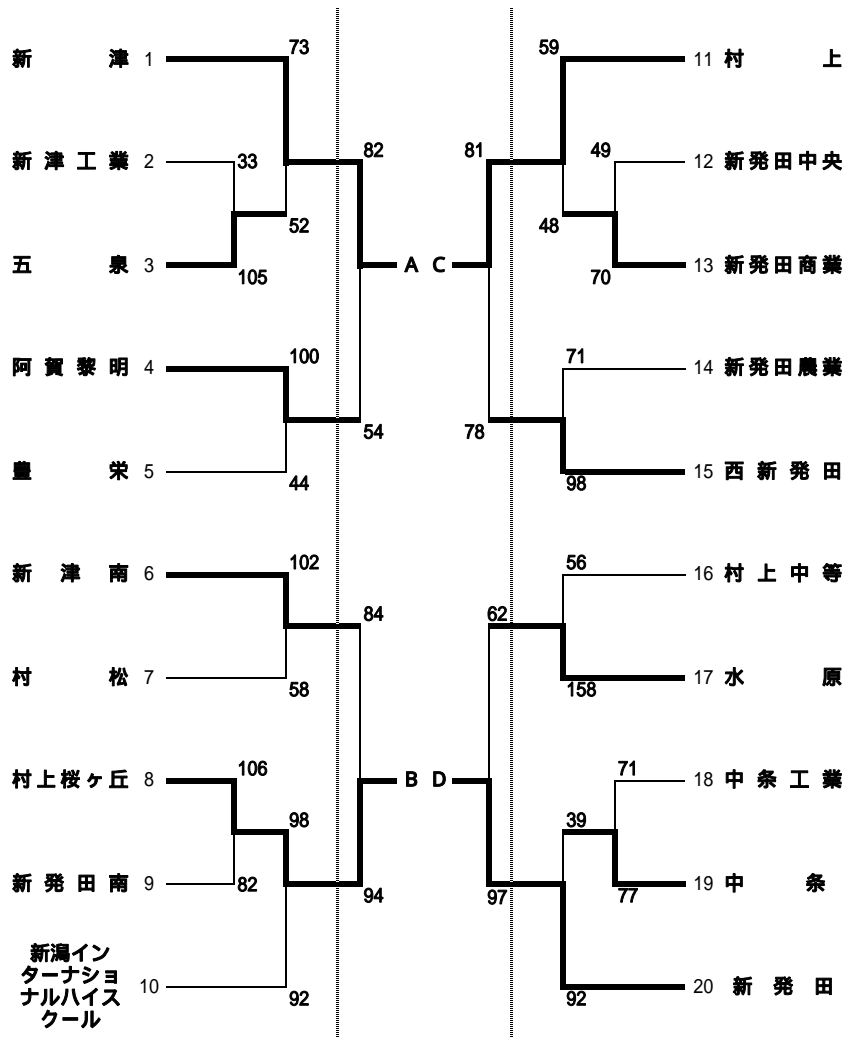 73 59
新津 1 11 村上
82 81
新津工業 2 33 49 12 新発田中央
52 48
五泉 3 105 A C 70 13 新発田商業
100 71
阿賀黎明 4 14 新発田農業
54 78
豊栄 5 44 98 15 西新発田
102 56
新津南 6 16 村上中等
84 62
村松 7 58 158 17 水原
106 71
村上桜ヶ丘 8 B D 18 中条工業
98 39
新発田南 9 82 94 97 77 19 中条
新潟イン
ターナショ
ナルハイス
クール
10 92 92 20 新発田